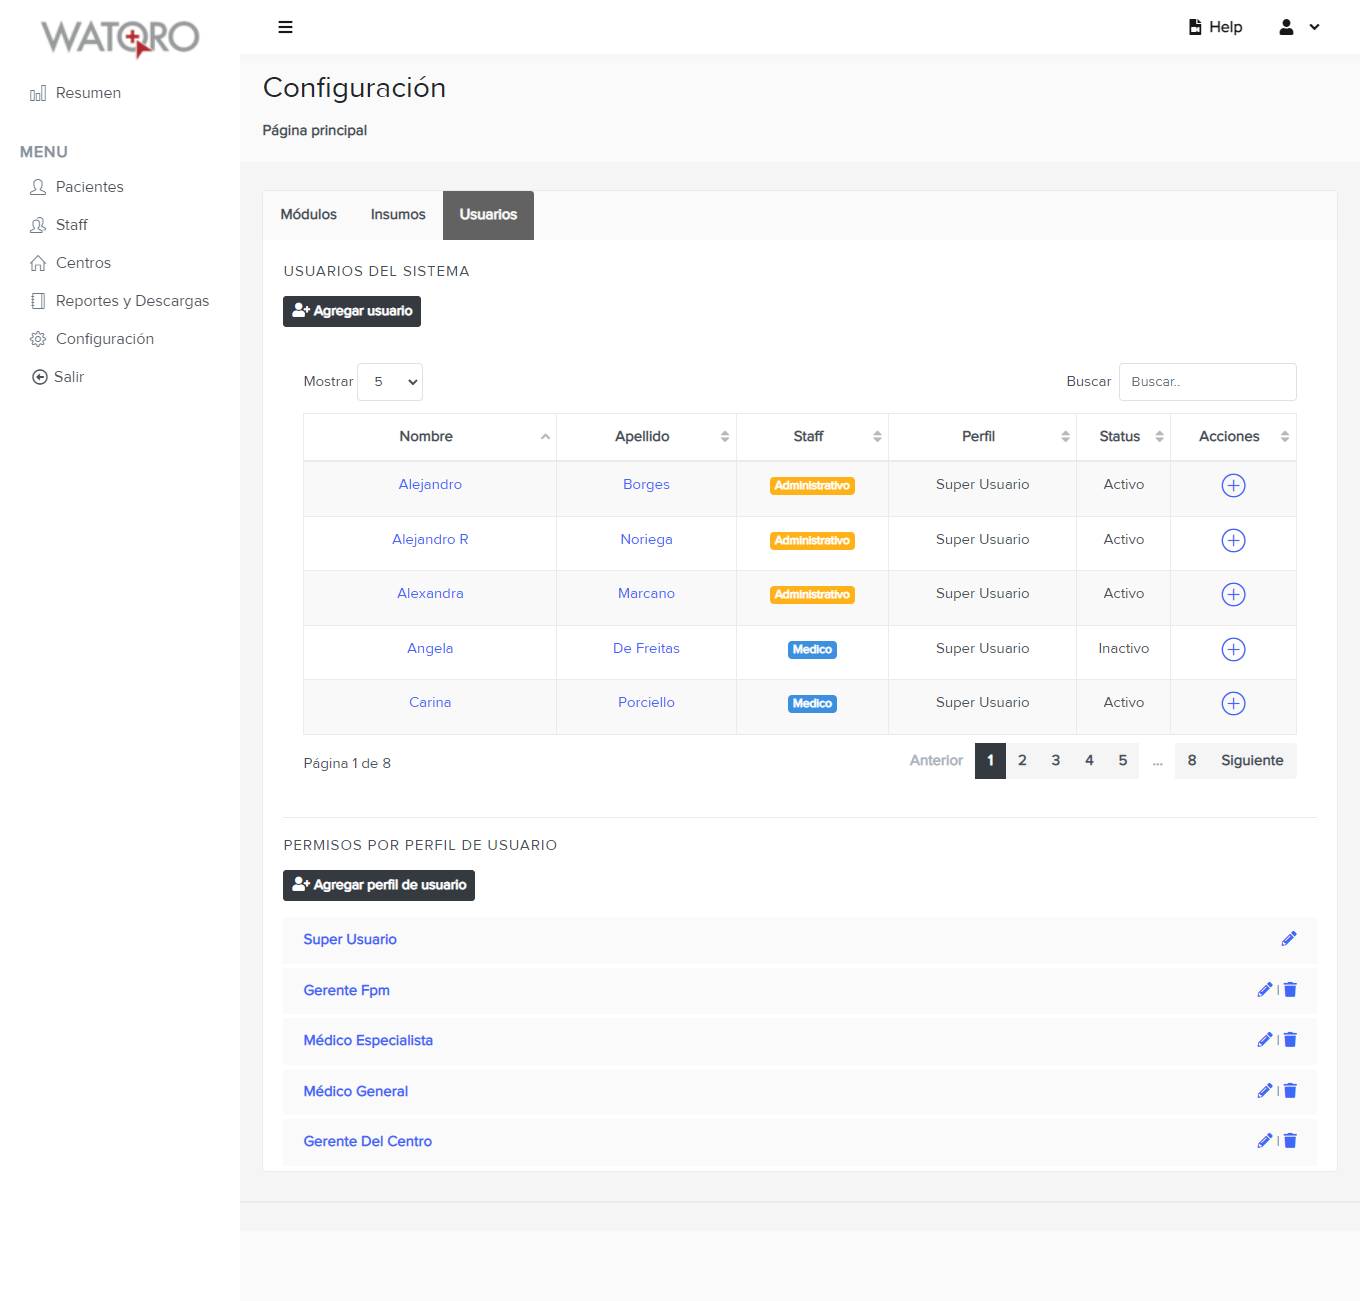 WATORO
Help
Resumen
MENU
Pacientes
Staff
Centros
Reportes y Descargas
Configuración
Salir
Configuración
Página principal
Módulos Insumos Usuarios
USUARIOS DEL SISTEMA
Agregar usuario
Mostrar 5 Buscar Buscar..
Nombre Apellido Staff Perfil Status Acciones
Alejandro Borges Administrativo Super Usuario Activo
Alejandro R Noriega Administrativo Super Usuario Activo
Alexandra Marcano Administrativo Super Usuario Activo
Angela De Freitas Medico Super Usuario Inactivo
Carina Porciello Medico Super Usuario Activo
Página 1 de 8 Anterior 1 2 3 4 5 ... 8 Siguiente
PERMISOS POR PERFIL DE USUARIO
Agregar perfil de usuario
Super Usuario
Gerente Fpm |
Médico Especialista |
Médico General |
Gerente Del Centro |